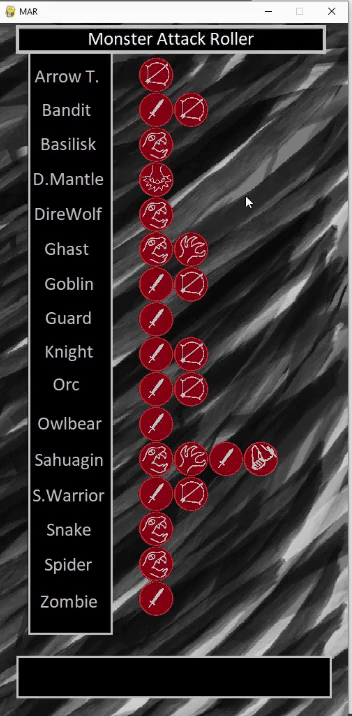 MAR
Monster Attack Roller
Arrow T.
Bandit
Basilisk
D.Mantle
DireWolf
Ghast
Goblin
Guard
Knight
Orc
Owlbear
Sahuagin
S.Warrior
Snake
Spider
Zombie